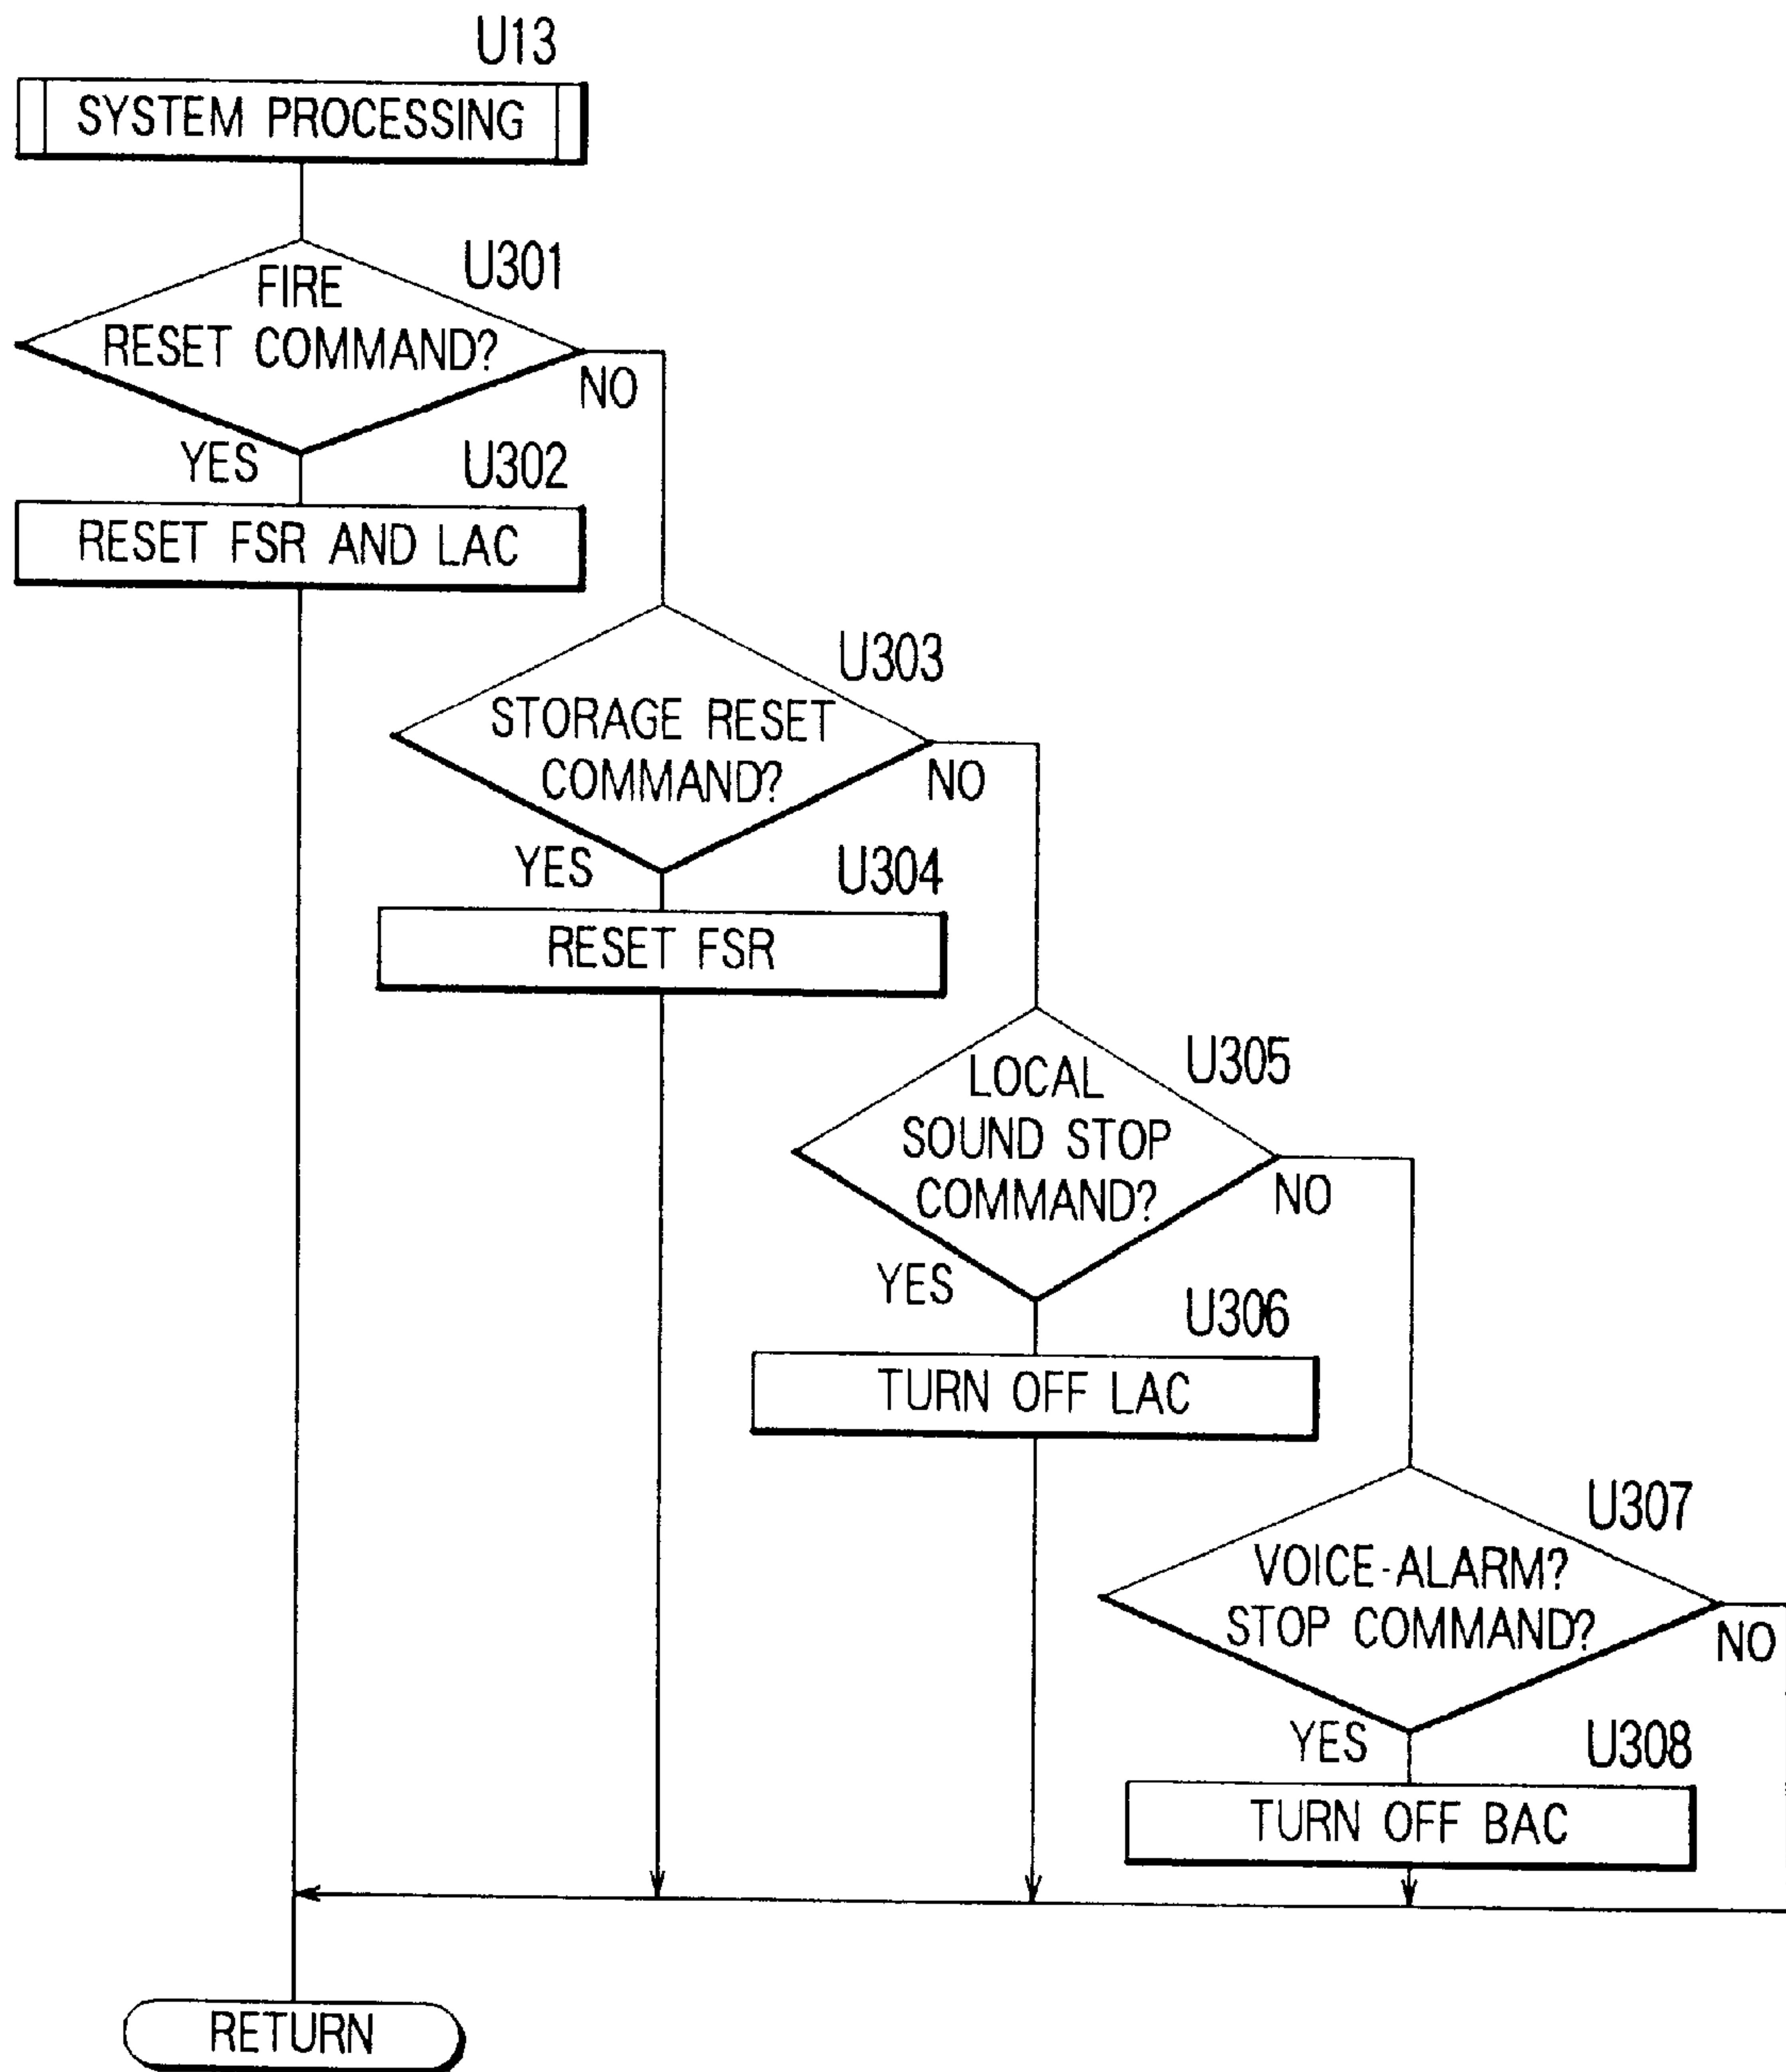 U13
SYSTEM PROCESSING
U301
FIRE
RESET COMMAND?
NO
YES
U302
RESET FSR AND LAC
U303
STORAGE RESET
COMMAND?
NO
YES
U304
RESET FSR
U305
LOCAL
SOUND STOP
COMMAND?
NO
YES
U306
TURN OFF LAC
U307
VOICE-ALARM?
STOP COMMAND?
NO
YES
U308
TURN OFF BAC
RETURN